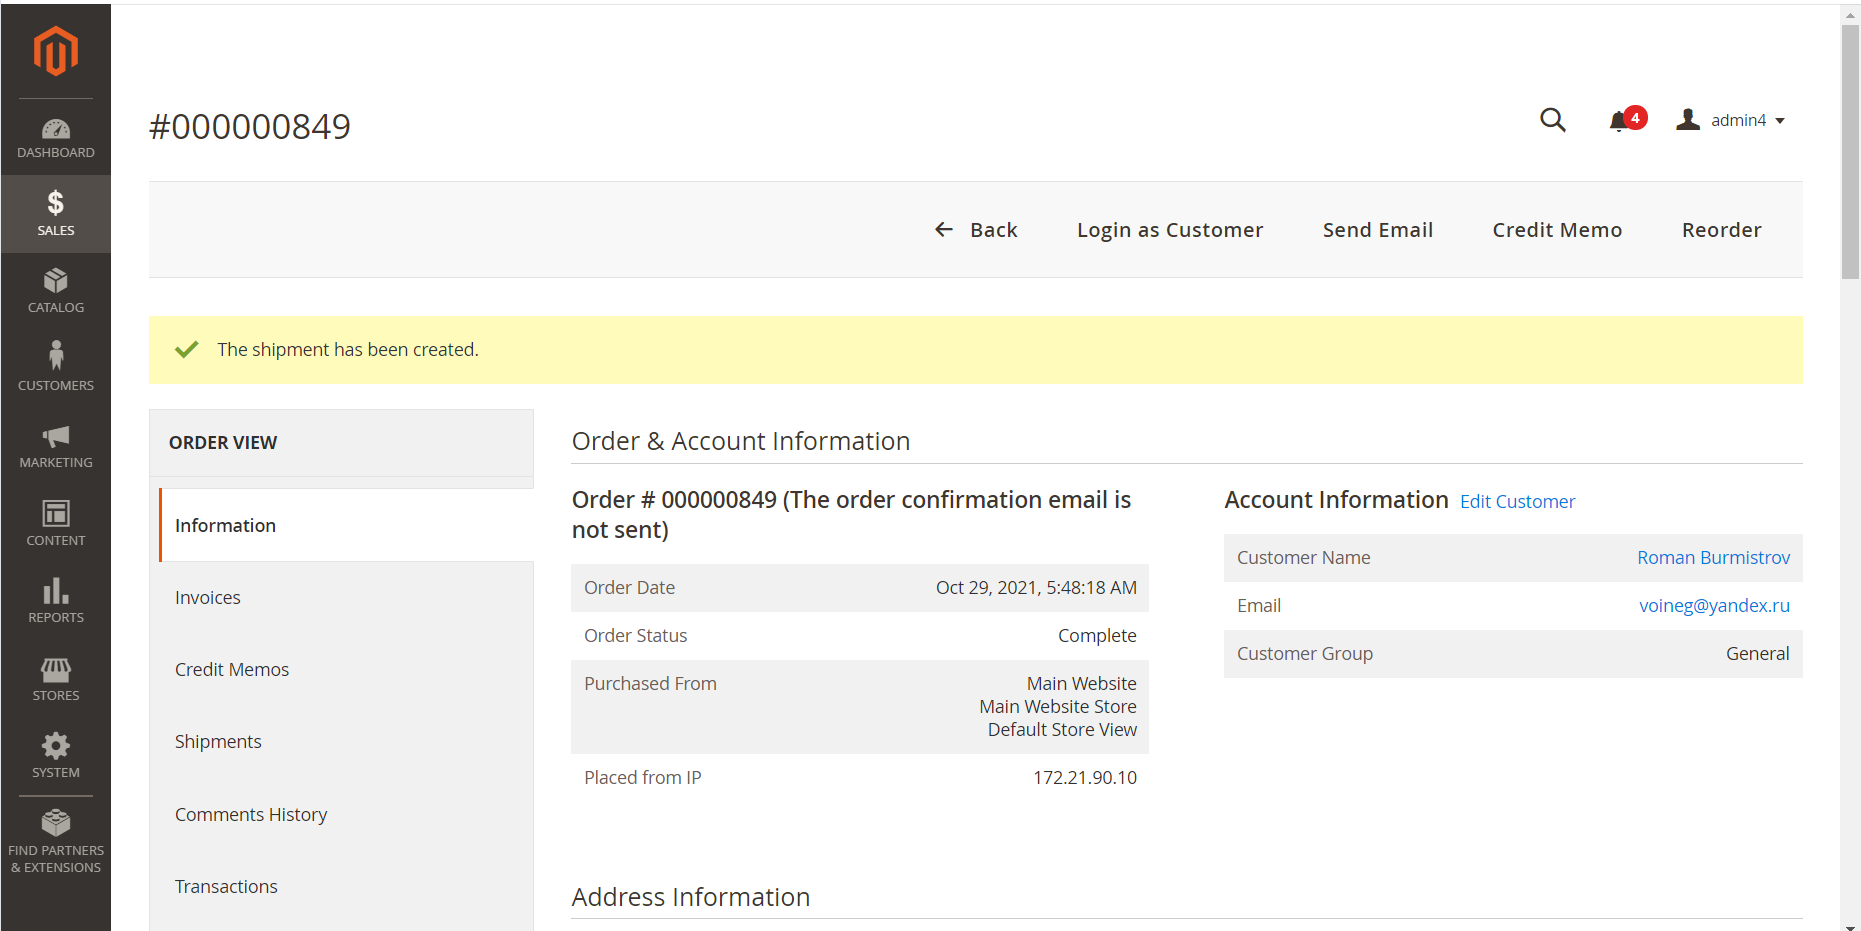 #000000849
4
admin4
DASHBOARD
SALES
CATALOG
CUSTOMERS
MARKETING
CONTENT
REPORTS
STORES
SYSTEM
FIND PARTNERS
& EXTENSIONS
Back
Login as Customer
Send Email
Credit Memo
Reorder
The shipment has been created.
ORDER VIEW
Information
Invoices
Credit Memos
Shipments
Comments History
Transactions
Order & Account Information
Order # 000000849 (The order confirmation email is
not sent)
Order Date Oct 29, 2021, 5:48:18 AM
Order Status Complete
Purchased From Main Website
Main Website Store
Default Store View
Placed from IP 172.21.90.10
Account Information Edit Customer
Customer Name Roman Burmistrov
Email voineg@yandex.ru
Customer Group General
Address Information